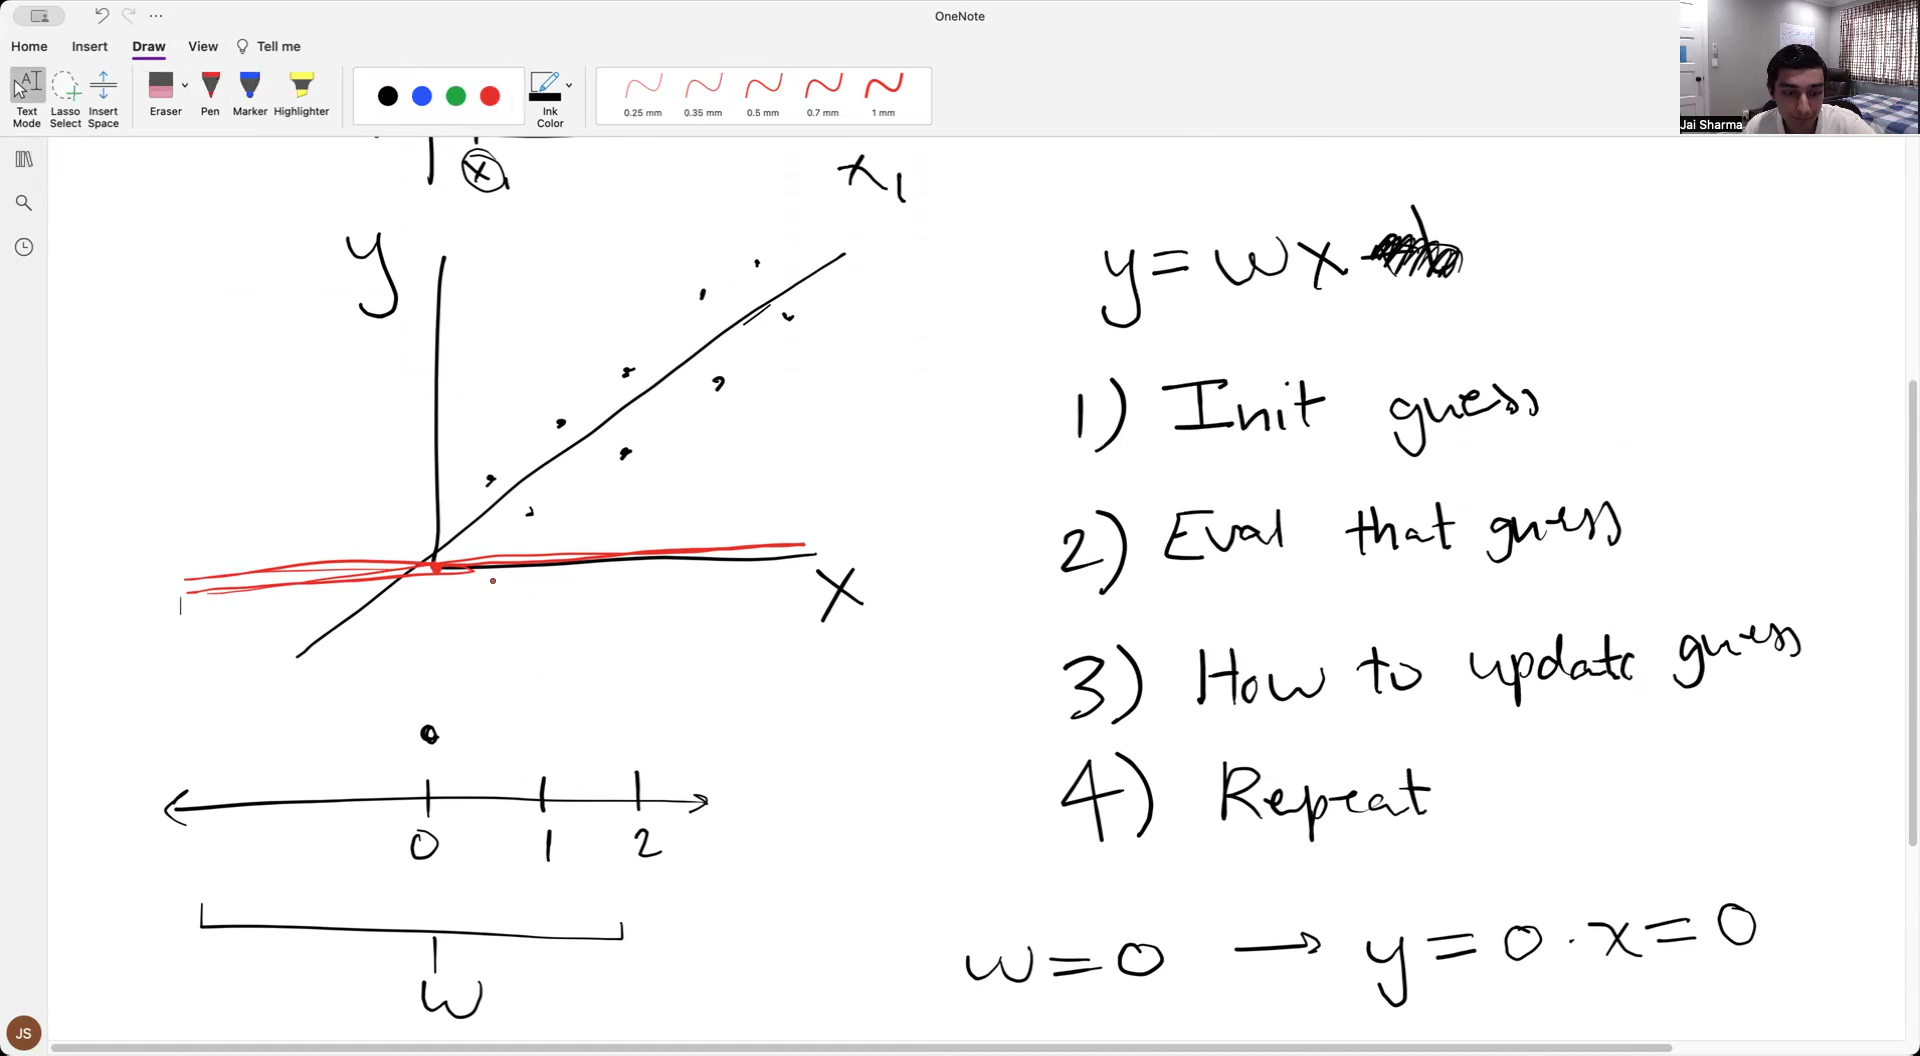 OneNote
Home Insert Draw View Tell me
Text Mode
Lasso Select
Insert Space
Eraser
Pen
Marker
Highlighter
Ink Color
0.25 mm
0.35 mm
0.5 mm
0.7 mm
1 mm
Jai Sharma
x₁
x₁
y
x
y = wx
1) Init guess
2) Eval that guess
3) How to update guess
4) Repeat
0 1 2
w
w = 0 → y = 0 · x = 0
JS